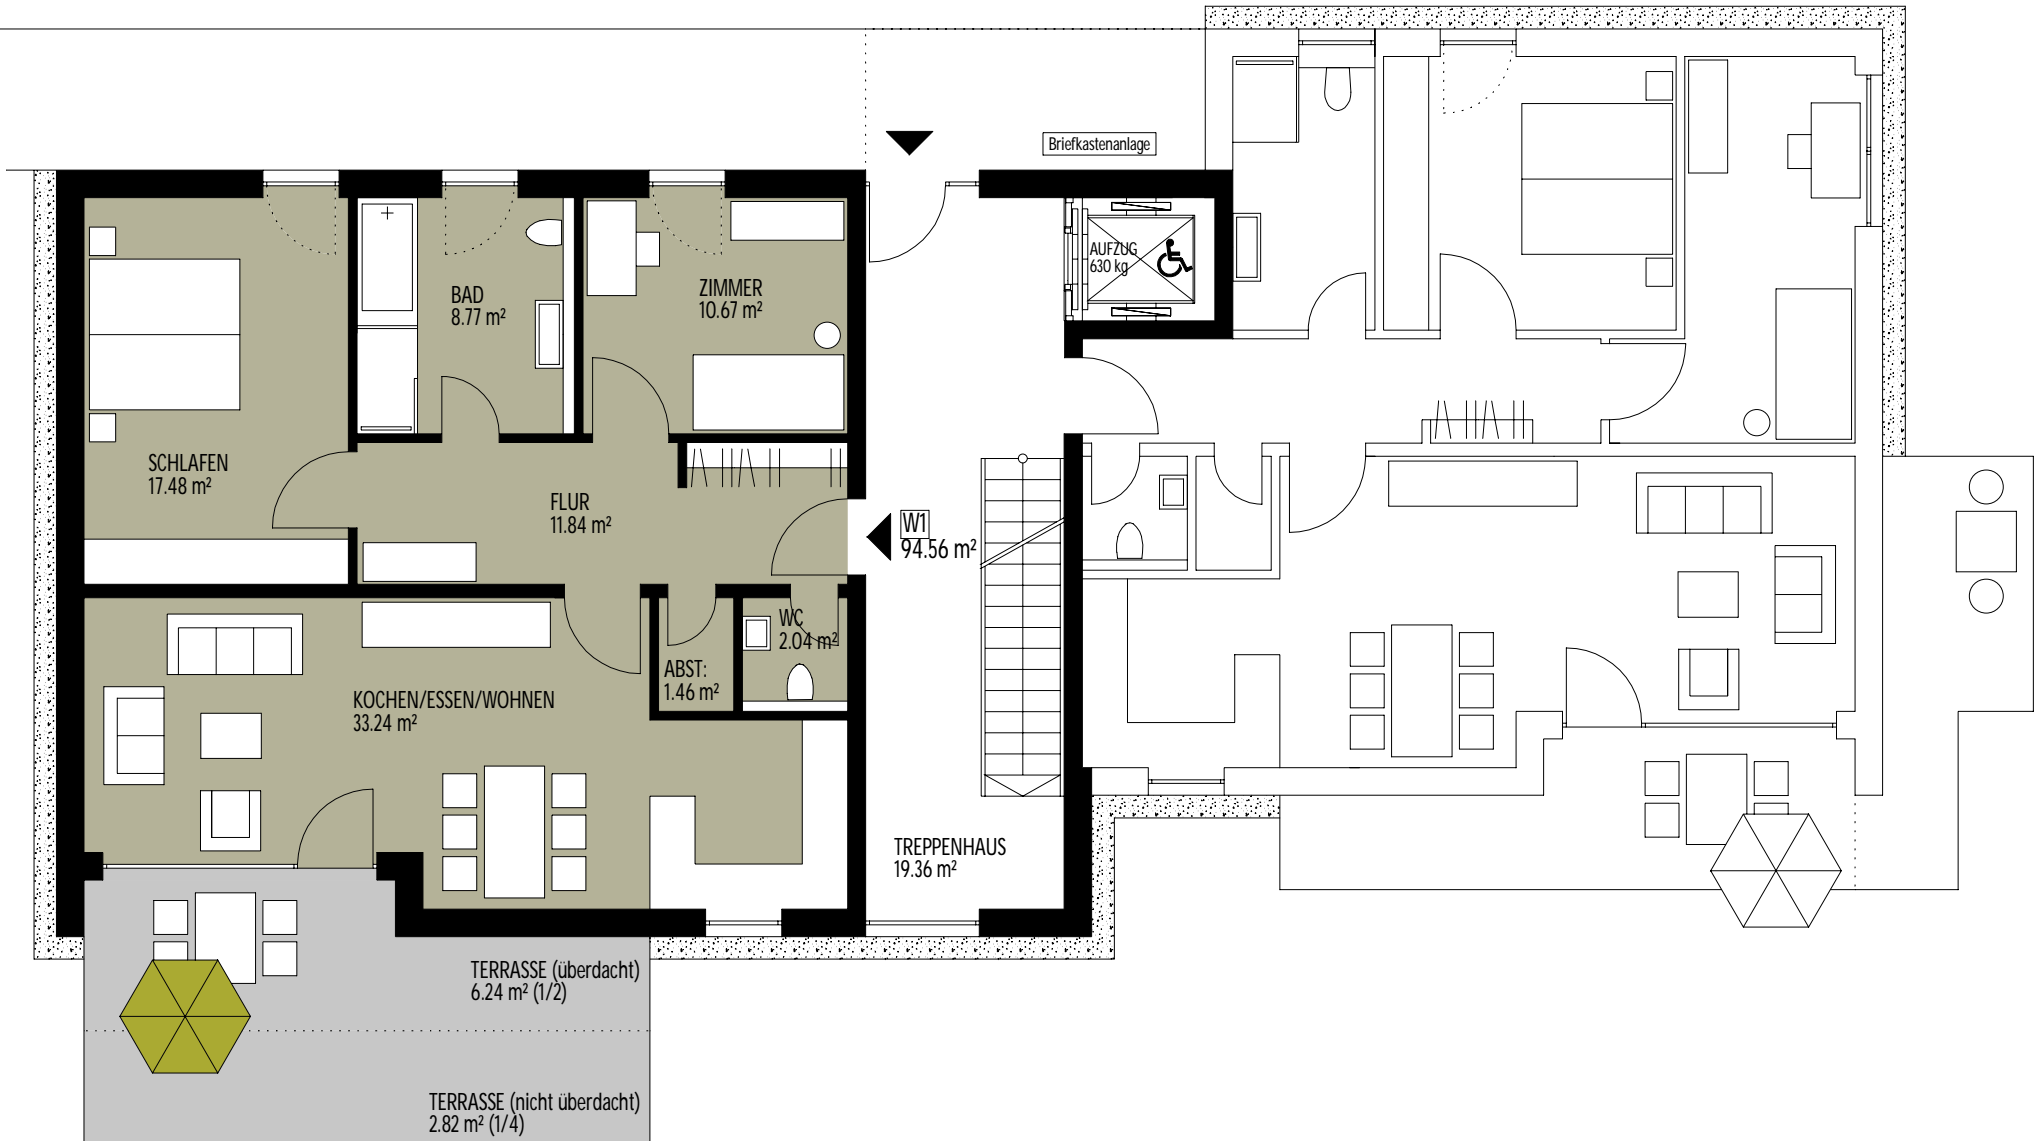 Briefkastenanlage
AUFZUG
630 kg
BAD
8.77 m²
ZIMMER
10.67 m²
SCHLAFEN
17.48 m²
FLUR
11.84 m²
W1
94.56 m²
WC
2.04 m²
ABST:
1.46 m²
KOCHEN/ESSEN/WOHNEN
33.24 m²
TREPPENHAUS
19.36 m²
TERRASSE (überdacht)
6.24 m² (1/2)
TERRASSE (nicht überdacht)
2.82 m² (1/4)